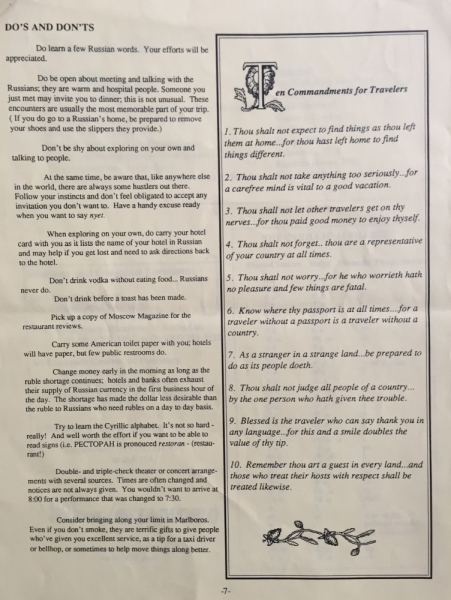 DO'S AND DON'TS
Do learn a few Russian words. Your efforts will be
appreciated.
Do be open about meeting and talking with the
Russians; they are warm and hospital people. Someone you
just met may invite you to dinner; this is not unusual. These
encounters are usually the most memorable part of your trip.
( If you do go to a Russian's home, be prepared to remove
your shoes and use the slippers they provide.)
Don't be shy about exploring on your own and
talking to people.
At the same time, be aware that, like anywhere else
in the world, there are always some hustlers out there.
Follow your instincts and don't feel obligated to accept any
invitation you don't want to. Have a handy excuse ready
when you want to say nyet.
When exploring on your own, do carry your hotel
card with you as it lists the name of your hotel in Russian
and may help if you get lost and need to ask directions back
to the hotel.
Don't drink vodka without eating food... Russians
never do.
Don't drink before a toast has been made.
Pick up a copy of Moscow Magazine for the
restaurant reviews.
Carry some American toilet paper with you; hotels
will have paper, but few public restrooms do.
Change money early in the morning as long as the
ruble shortage continues; hotels and banks often exhaust
their supply of Russian currency in the first business hour of
the day. The shortage has made the dollar less desirable than
the ruble to Russians who need rubles on a day to day basis.
Try to learn the Cyrillic alphabet. It's not so hard -
really! And well worth the effort if you want to be able to
read signs (i.e. PECTOPAH is pronouced restoran - (restau-
rant!)
Double- and triple-check theater or concert arrange-
ments with several sources. Times are often changed and
notices are not always given. You wouldn't want to arrive at
8:00 for a performance that was changed to 7:30.
Consider bringing along your limit in Marlboros.
Even if you don't smoke, they are terrific gifts to give people
who've given you excellent service, as a tip for a taxi driver
or bellhop, or sometimes to help move things along better.
Ten Commandments for Travelers
1. Thou shalt not expect to find things as thou left
them at home...for thou hast left home to find
things different.
2. Thou shalt not take anything too seriously...for
a carefree mind is vital to a good vacation.
3. Thou shall not let other travelers get on thy
nerves...for thou paid good money to enjoy thyself.
4. Thou shalt not forget.. thou are a representative
of your country at all times.
5. Thou shalt not worry...for he who worrieth hath
no pleasure and few things are fatal.
6. Know where thy passport is at all times....for a
traveler without a passport is a traveler without a
country.
7. As a stranger in a strange land...be prepared to
do as its people doeth.
8. Thou shalt not judge all people of a country...
by the one person who hath given thee trouble.
9. Blessed is the traveler who can say thank you in
any language...for this and a smile doubles the
value of thy tip.
10. Remember thou art a guest in every land...and
those who treat their hosts with respect shall be
treated likewise.
-7-